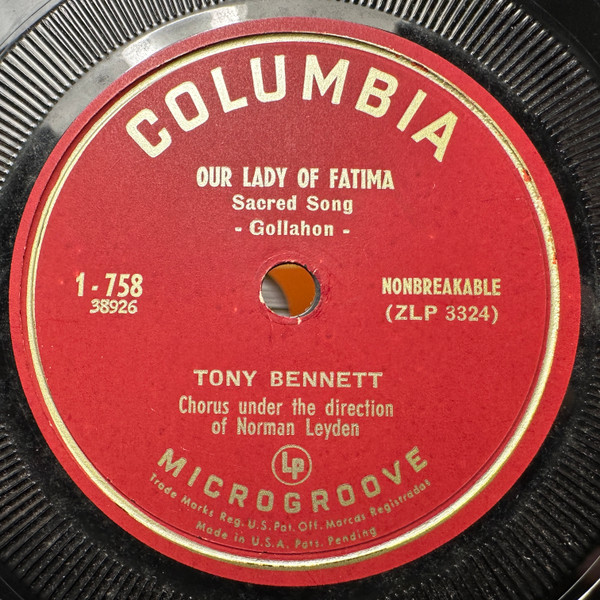 COLUMBIA
OUR LADY OF FATIMA
Sacred Song
- Gollahon -
1-758
38926
NONBREAKABLE
(ZLP 3324)
TONY BENNETT
Chorus under the direction
of Norman Leyden
LP
MICROGROOVE
Trade Marks Reg. U.S. Pat. Off. Marcas Registradas
Made in U.S.A. Pats. Pending